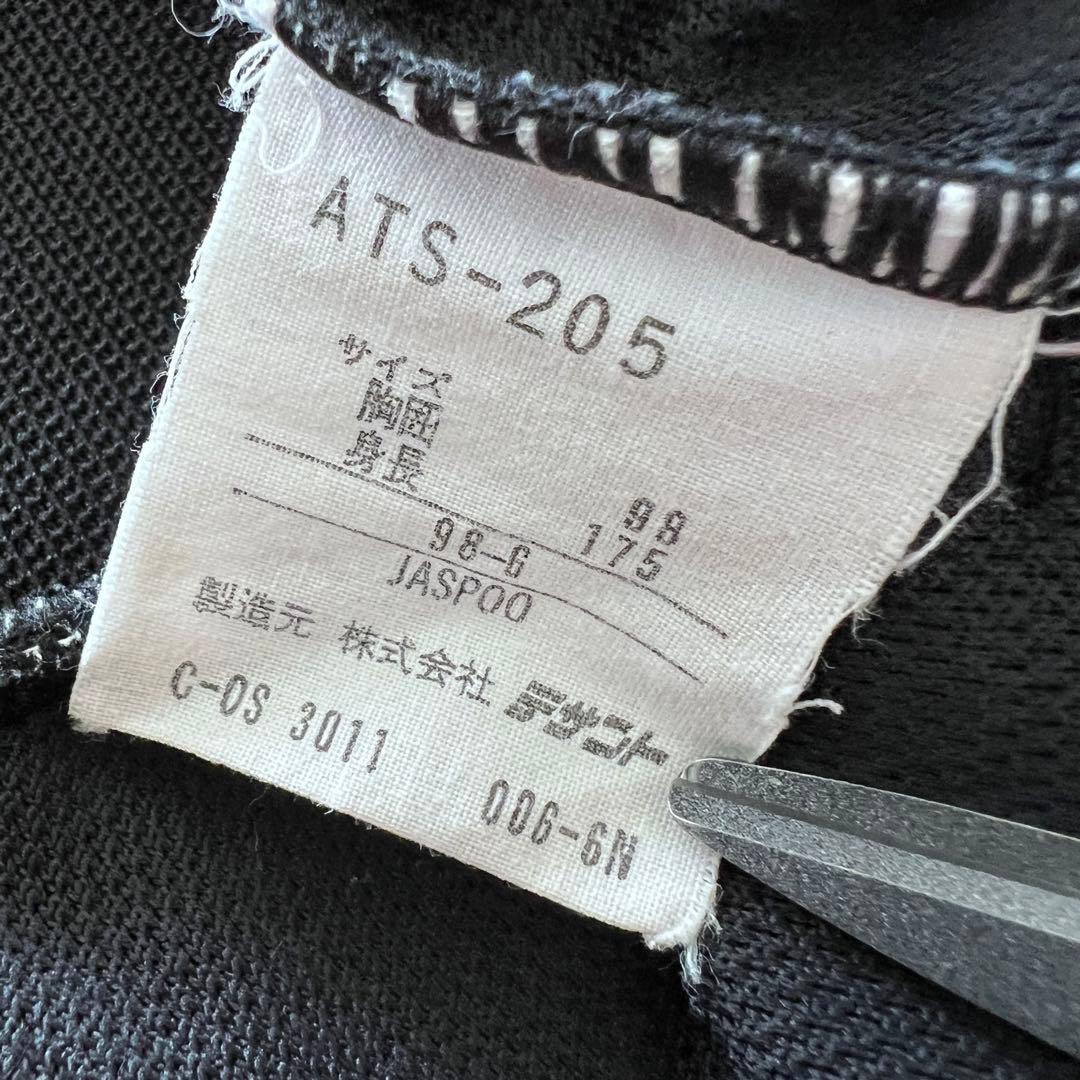 ATS-205
サイズ
胸囲 98
身長 175
98-6
JASPOO
製造元 株式会社 デサント
C-OS 3011 006-6N